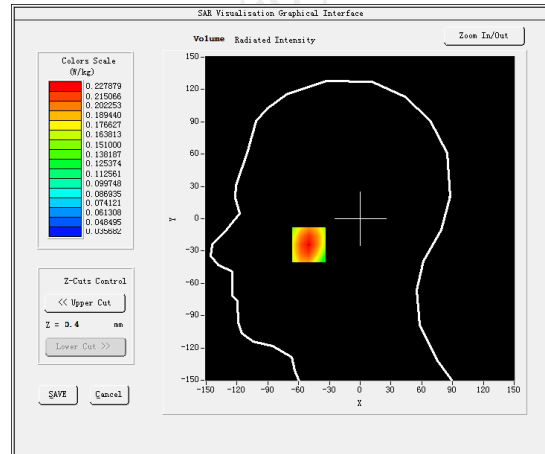 SAR Visualisation Graphical Interface
Volume Radiated Intensity
Zoom In/Out
Colors Scale
(W/kg)
0.227879
0.215066
0.202253
0.189440
0.176627
0.163813
0.151000
0.138187
0.125374
0.112561
0.099748
0.086935
0.074121
0.061308
0.048495
0.035682
Z-Cuts Control
<< Upper Cut
Z = 0.4 mm
Lower Cut >>
SAVE Cancel
150
120
90
60
30
0
-30
-60
-90
-120
-150
Y
-150 -120 -90 -60 -30 0 30 60 90 120 150
X